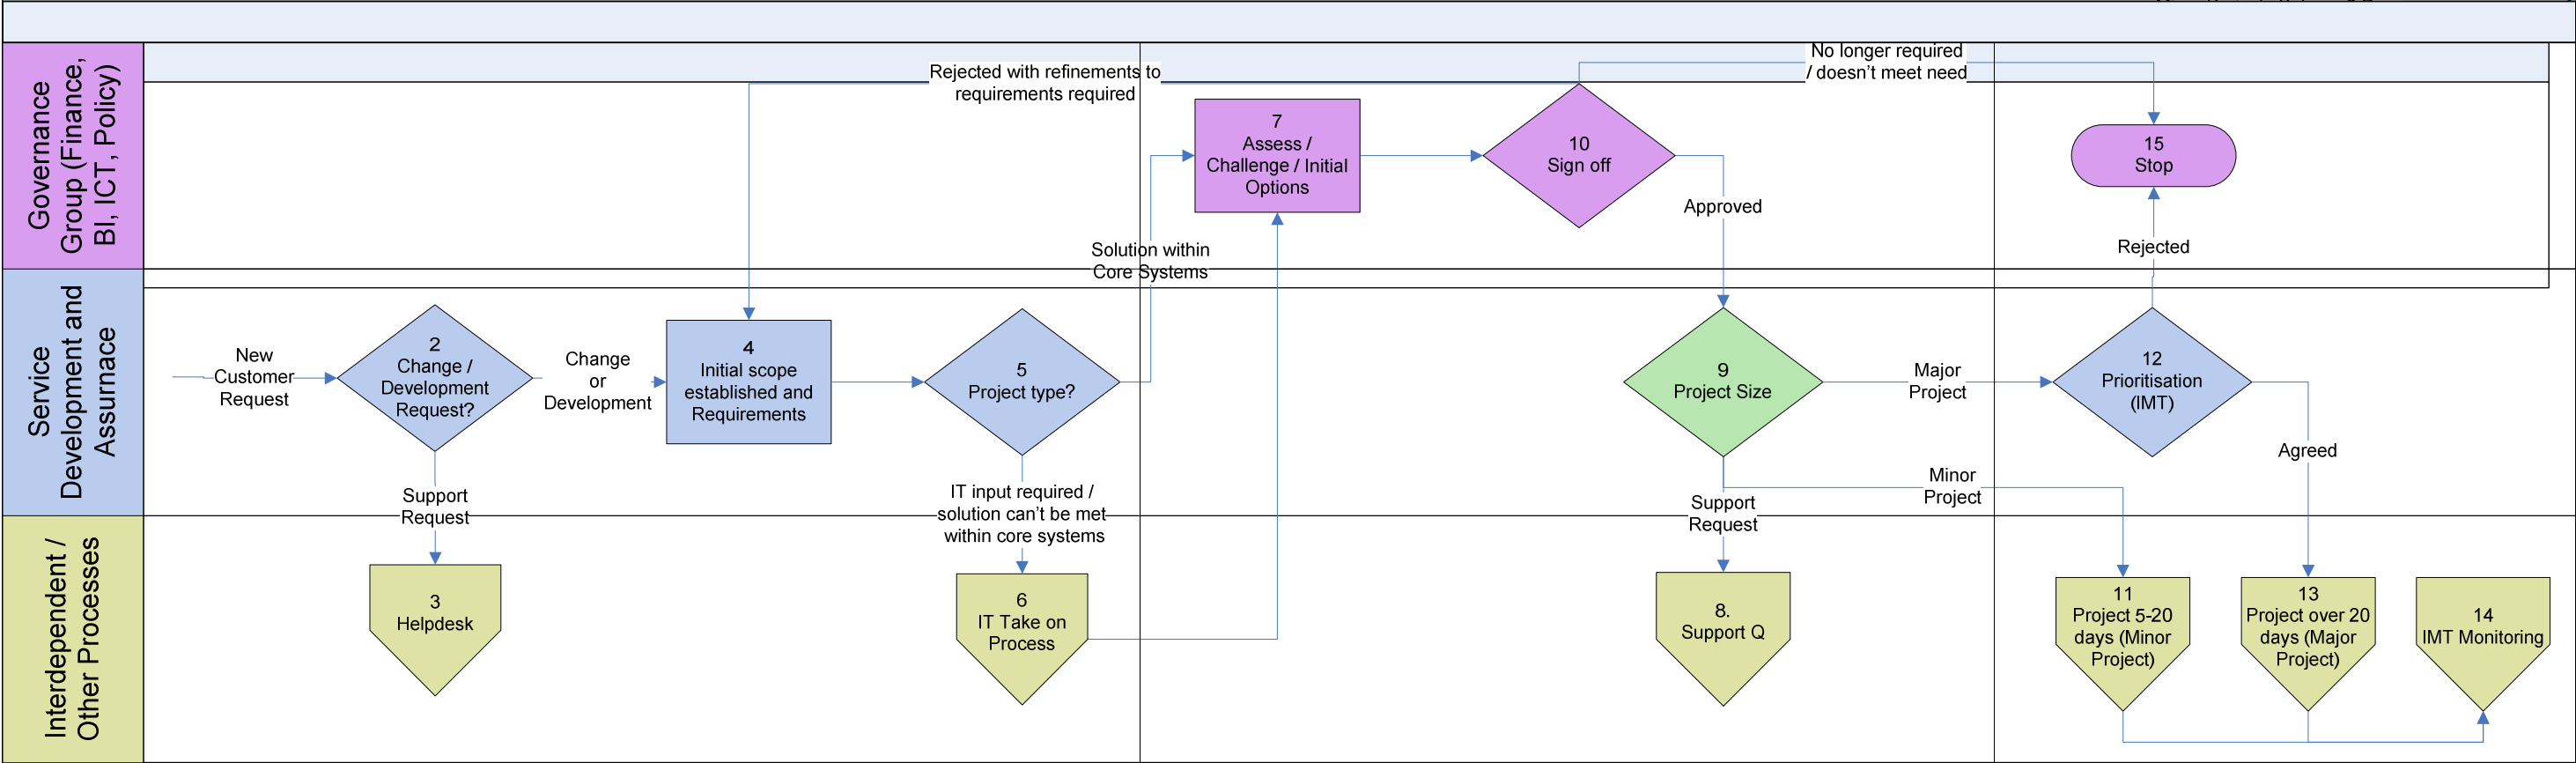 Governance
Group (Finance,
BI, ICT, Policy)
Rejected with refinements to
requirements required
No longer required
/ doesn't meet need
7
Assess /
Challenge / Initial
Options
10
Sign off
15
Stop
Approved
Rejected
Solution within
Core Systems
Service
Development and
Assurnace
New
Customer
Request
2
Change /
Development
Request?
Change
or
Development
4
Initial scope
established and
Requirements
5
Project type?
9
Project Size
Major
Project
12
Prioritisation
(IMT)
Agreed
Minor
Project
Support
Request
IT input required /
solution can't be met
within core systems
Support
Request
Interdependent /
Other Processes
3
Helpdesk
6
IT Take on
Process
8.
Support Q
11
Project 5-20
days (Minor
Project)
13
Project over 20
days (Major
Project)
14
IMT Monitoring